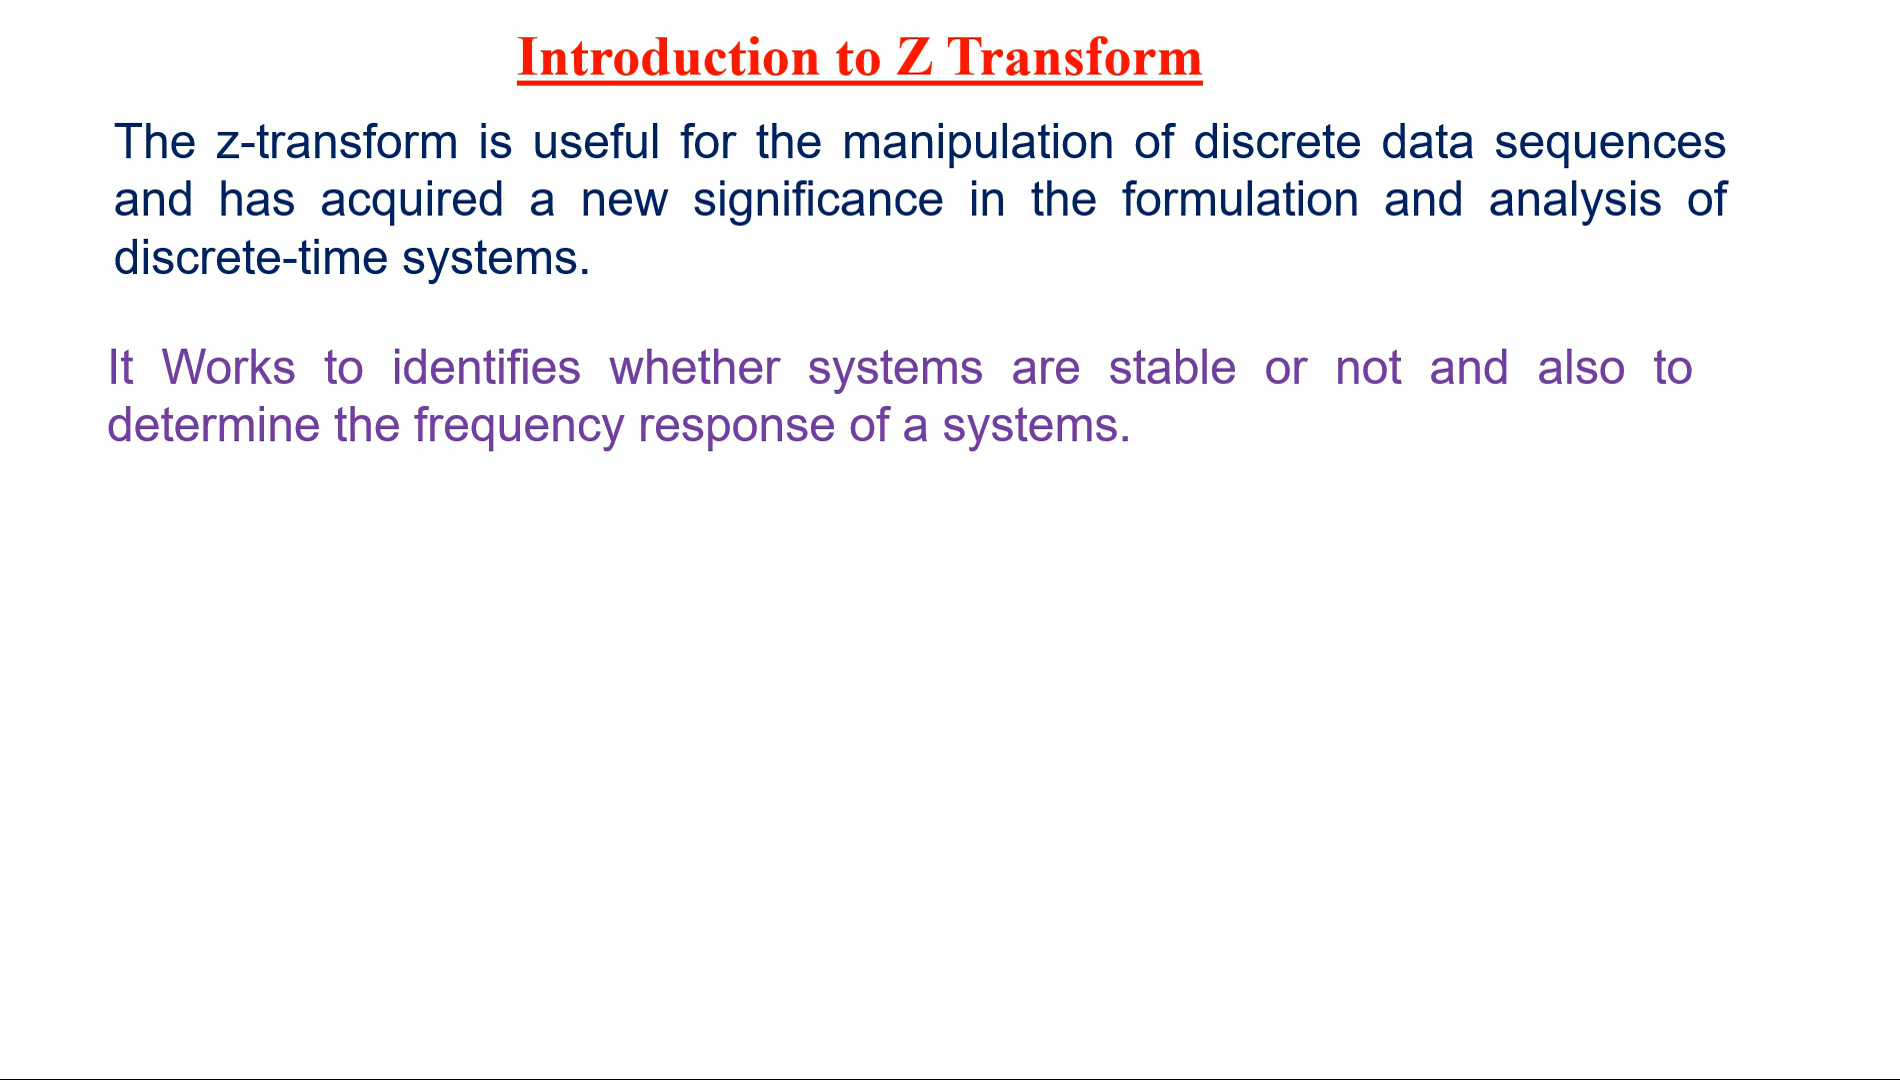 Introduction to Z Transform
The z-transform is useful for the manipulation of discrete data sequences
and has acquired a new significance in the formulation and analysis of
discrete-time systems.
It Works to identifies whether systems are stable or not and also to
determine the frequency response of a systems.